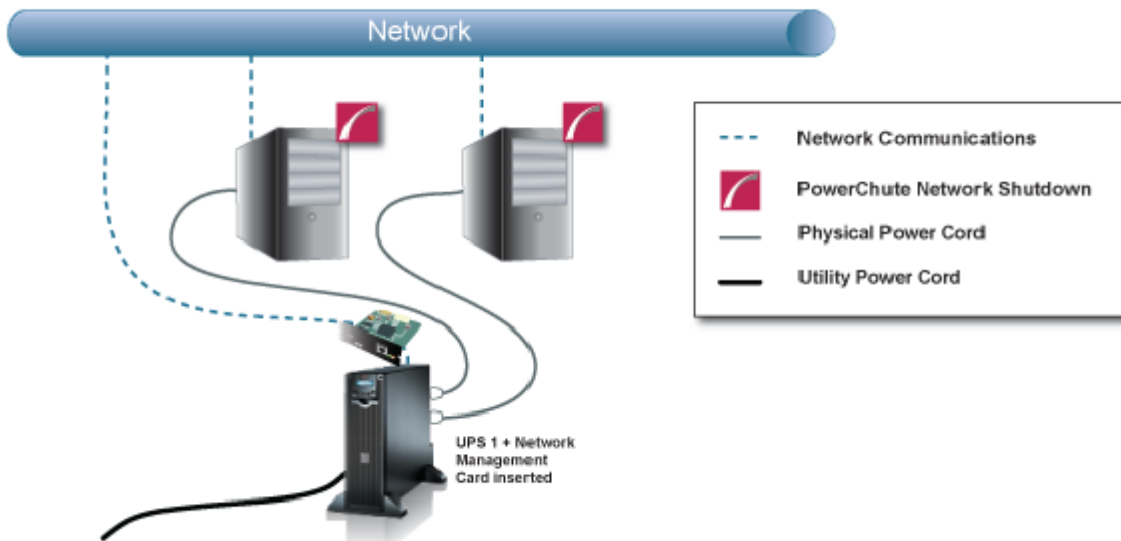 Network
Network Communications
PowerChute Network Shutdown
Physical Power Cord
Utility Power Cord
UPS 1 + Network
Management
Card inserted